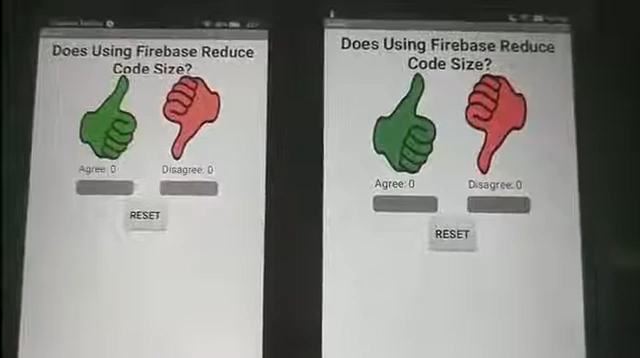 Does Using Firebase Reduce
Code Size?
Agree: 0
Disagree: 0
RESET
Does Using Firebase Reduce
Code Size?
Agree: 0
Disagree: 0
RESET